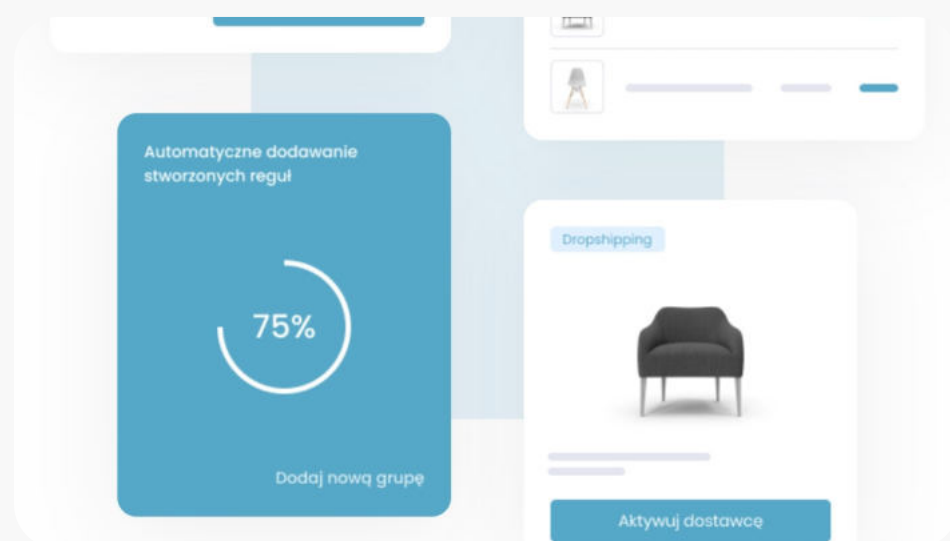 Automatyczne dodawanie
stworzonych reguł
75%
Dodaj nową grupę
Dropshipping
Aktywuj dostawcę